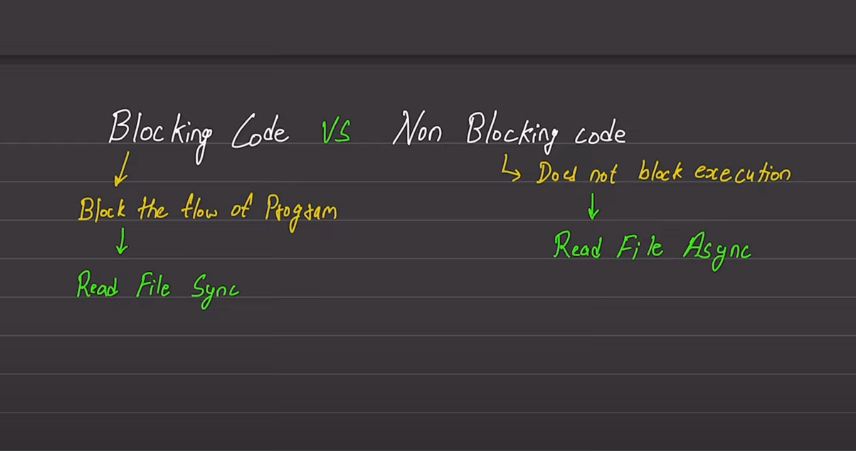 Blocking Code VS Non Blocking code
Does not block execution
Block the flow of Program
Read File Async
Read File Sync